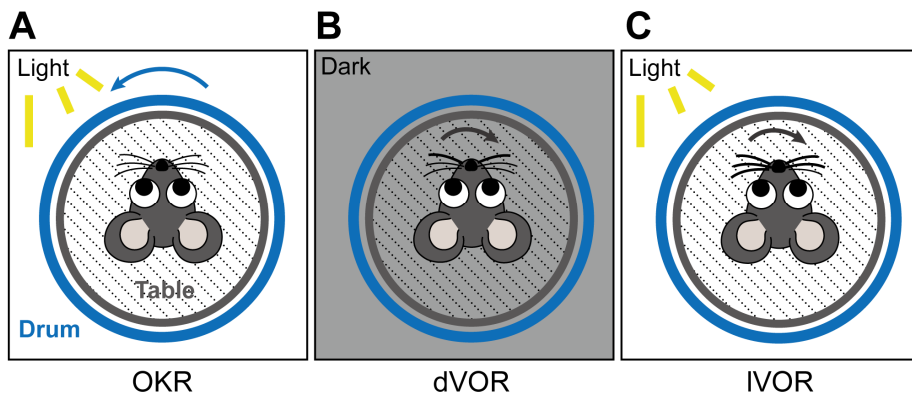 A
Light
Table
Drum
OKR
B
Dark
dVOR
C
Light
lVOR